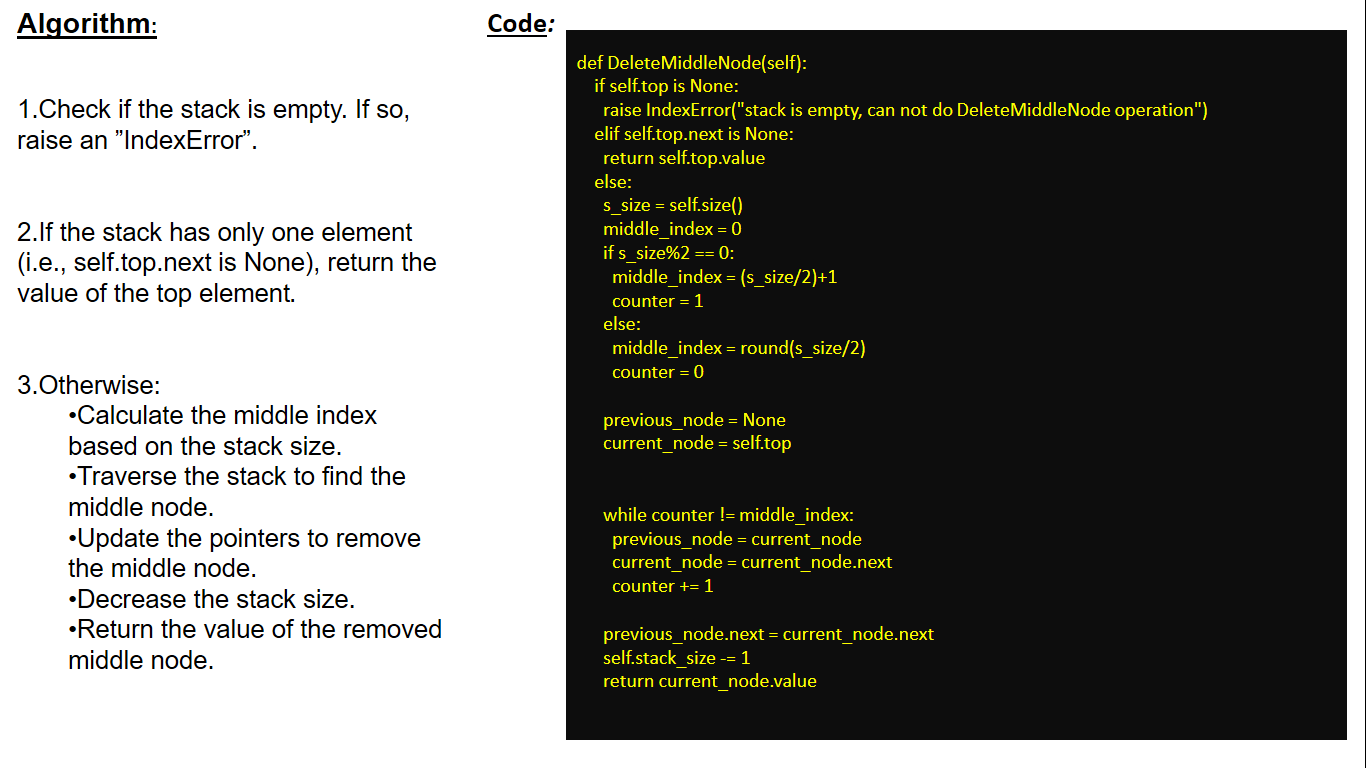 Algorithm:
1.Check if the stack is empty. If so,
raise an ”IndexError”.
2.If the stack has only one element
(i.e., self.top.next is None), return the
value of the top element.
3.Otherwise:
•Calculate the middle index
based on the stack size.
•Traverse the stack to find the
middle node.
•Update the pointers to remove
the middle node.
•Decrease the stack size.
•Return the value of the removed
middle node.
Code:
def DeleteMiddleNode(self):
if self.top is None:
raise IndexError("stack is empty, can not do DeleteMiddleNode operation")
elif self.top.next is None:
return self.top.value
else:
s_size = self.size()
middle_index = 0
if s_size%2 == 0:
middle_index = (s_size/2)+1
counter = 1
else:
middle_index = round(s_size/2)
counter = 0
previous_node = None
current_node = self.top
while counter != middle_index:
previous_node = current_node
current_node = current_node.next
counter += 1
previous_node.next = current_node.next
self.stack_size -= 1
return current_node.value